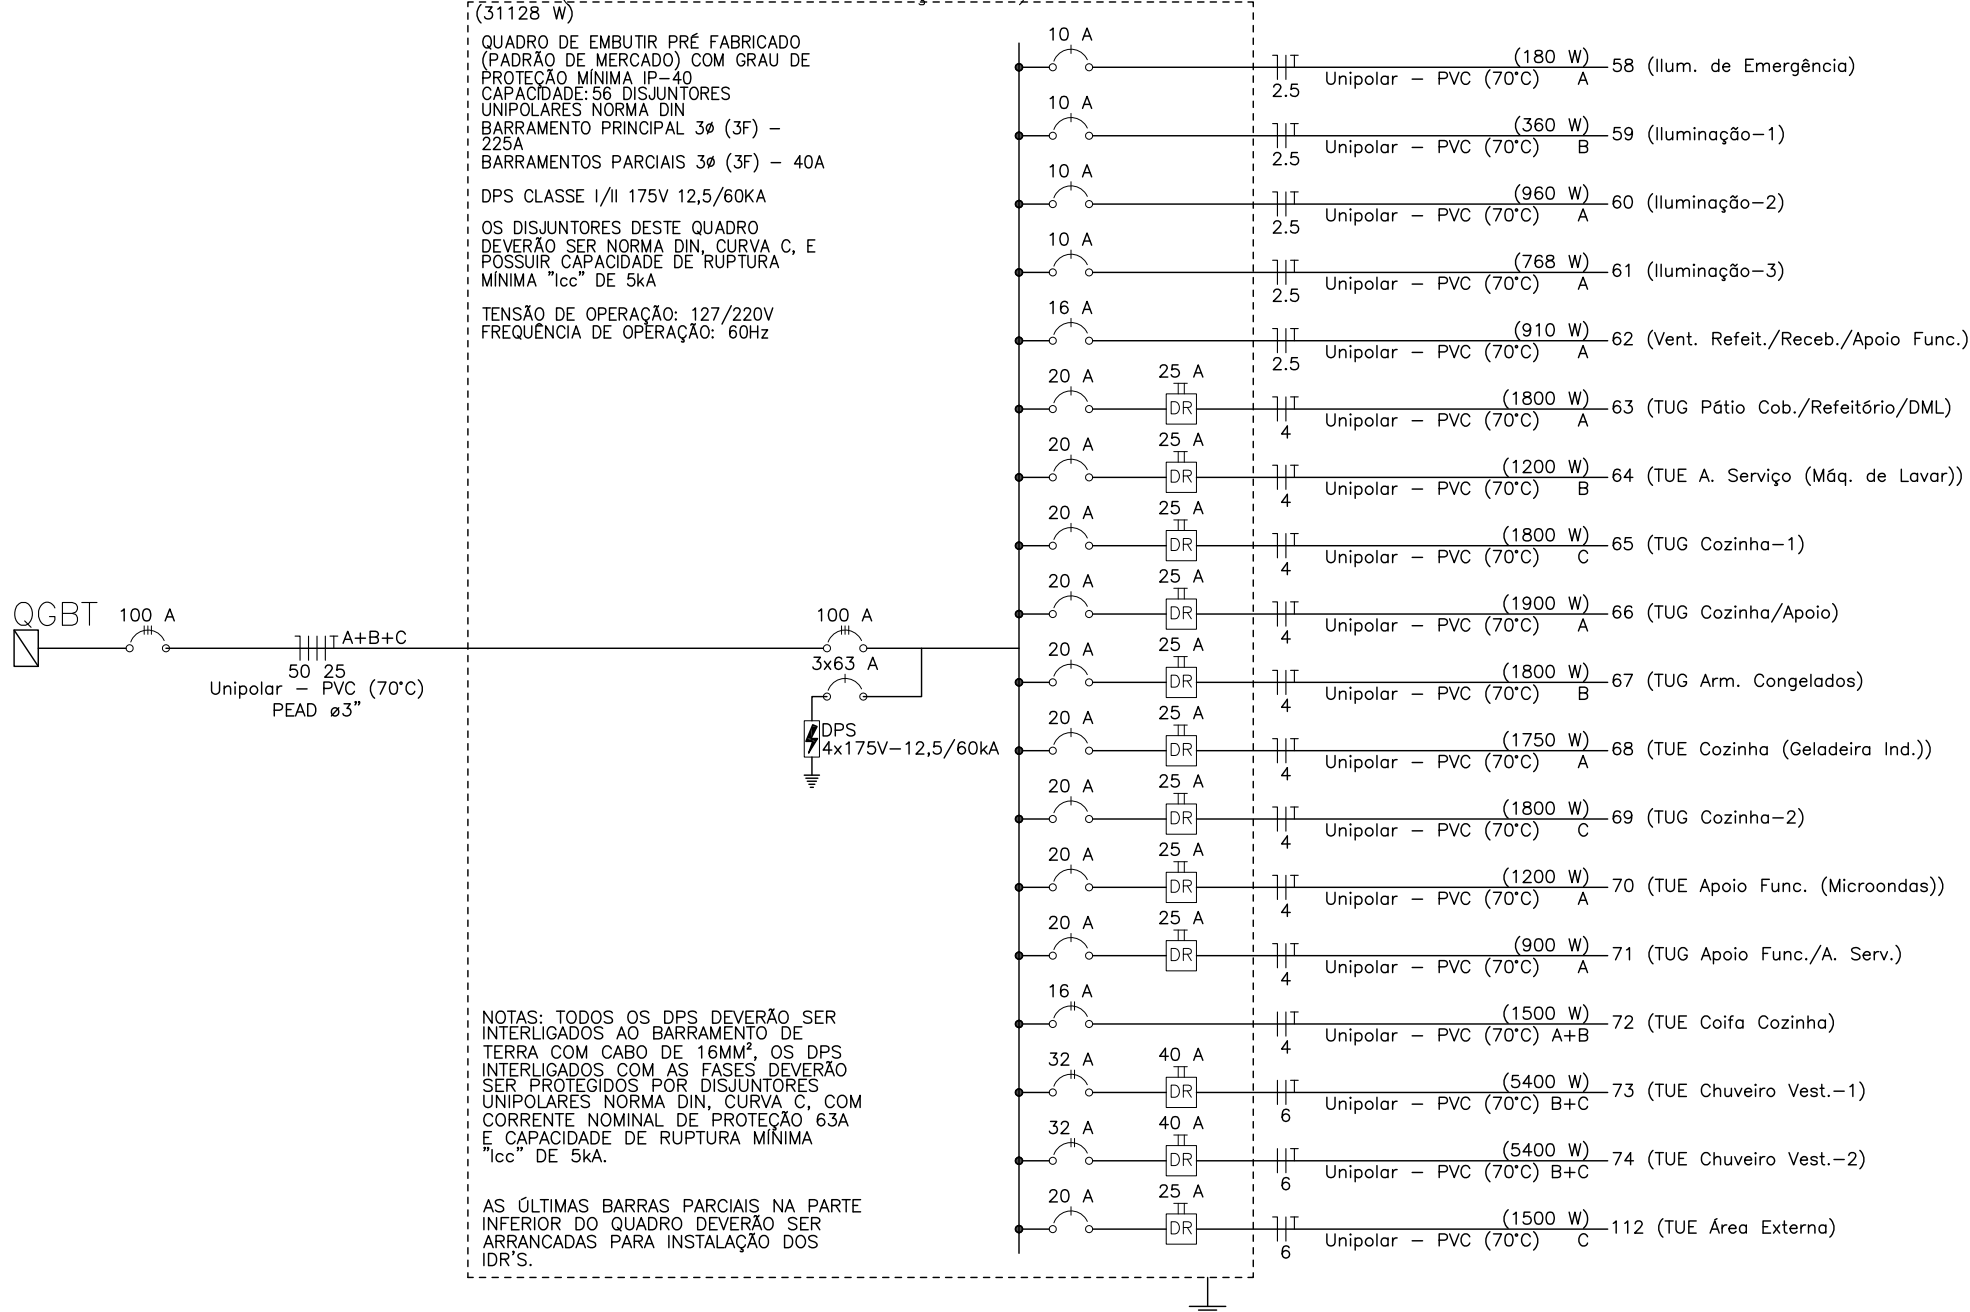 (31128 W)
QUADRO DE EMBUTIR PRÉ FABRICADO
(PADRÃO DE MERCADO) COM GRAU DE
PROTEÇÃO MÍNIMA IP-40
CAPACIDADE: 56 DISJUNTORES
UNIPOLARES NORMA DIN
BARRAMENTO PRINCIPAL 3ø (3F) -
225A
BARRAMENTOS PARCIAIS 3ø (3F) - 40A
DPS CLASSE I/II 175V 12,5/60KA
OS DISJUNTORES DESTE QUADRO
DEVERÃO SER NORMA DIN, CURVA C, E
POSSUIR CAPACIDADE DE RUPTURA
MÍNIMA "Icc" DE 5kA
TENSÃO DE OPERAÇÃO: 127/220V
FREQUÊNCIA DE OPERAÇÃO: 60Hz
QGBT
100 A
A+B+C
50 25
Unipolar - PVC (70°C)
PEAD ø3"
100 A
3x63 A
DPS
4x175V-12,5/60kA
NOTAS: TODOS OS DPS DEVERÃO SER
INTERLIGADOS AO BARRAMENTO DE
TERRA COM CABO DE 16MM², OS DPS
INTERLIGADOS COM AS FASES DEVERÃO
SER PROTEGIDOS POR DISJUNTORES
UNIPOLARES NORMA DIN, CURVA C, COM
CORRENTE NOMINAL DE PROTEÇÃO 63A
E CAPACIDADE DE RUPTURA MÍNIMA
"Icc" DE 5kA.
AS ÚLTIMAS BARRAS PARCIAIS NA PARTE
INFERIOR DO QUADRO DEVERÃO SER
ARRANCADAS PARA INSTALAÇÃO DOS
IDR'S.
10 A
(180 W) 58 (Ilum. de Emergência)
2.5 Unipolar - PVC (70°C) A
10 A
(360 W) 59 (Iluminação-1)
2.5 Unipolar - PVC (70°C) B
10 A
(960 W) 60 (Iluminação-2)
2.5 Unipolar - PVC (70°C) A
10 A
(768 W) 61 (Iluminação-3)
2.5 Unipolar - PVC (70°C) A
16 A
(910 W) 62 (Vent. Refeit./Receb./Apoio Func.)
2.5 Unipolar - PVC (70°C) A
20 A 25 A
DR (1800 W) 63 (TUG Pátio Cob./Refeitório/DML)
4 Unipolar - PVC (70°C) A
20 A 25 A
DR (1200 W) 64 (TUE A. Serviço (Máq. de Lavar))
4 Unipolar - PVC (70°C) B
20 A 25 A
DR (1800 W) 65 (TUG Cozinha-1)
4 Unipolar - PVC (70°C) C
20 A 25 A
DR (1900 W) 66 (TUG Cozinha/Apoio)
4 Unipolar - PVC (70°C) A
20 A 25 A
DR (1800 W) 67 (TUG Arm. Congelados)
4 Unipolar - PVC (70°C) B
20 A 25 A
DR (1750 W) 68 (TUE Cozinha (Geladeira Ind.))
4 Unipolar - PVC (70°C) A
20 A 25 A
DR (1800 W) 69 (TUG Cozinha-2)
4 Unipolar - PVC (70°C) C
20 A 25 A
DR (1200 W) 70 (TUE Apoio Func. (Microondas))
4 Unipolar - PVC (70°C) A
20 A 25 A
DR (900 W) 71 (TUG Apoio Func./A. Serv.)
4 Unipolar - PVC (70°C) A
16 A
(1500 W) 72 (TUE Coifa Cozinha)
4 Unipolar - PVC (70°C) A+B
32 A 40 A
DR (5400 W) 73 (TUE Chuveiro Vest.-1)
6 Unipolar - PVC (70°C) B+C
32 A 40 A
DR (5400 W) 74 (TUE Chuveiro Vest.-2)
6 Unipolar - PVC (70°C) B+C
20 A 25 A
DR (1500 W) 112 (TUE Área Externa)
6 Unipolar - PVC (70°C) C